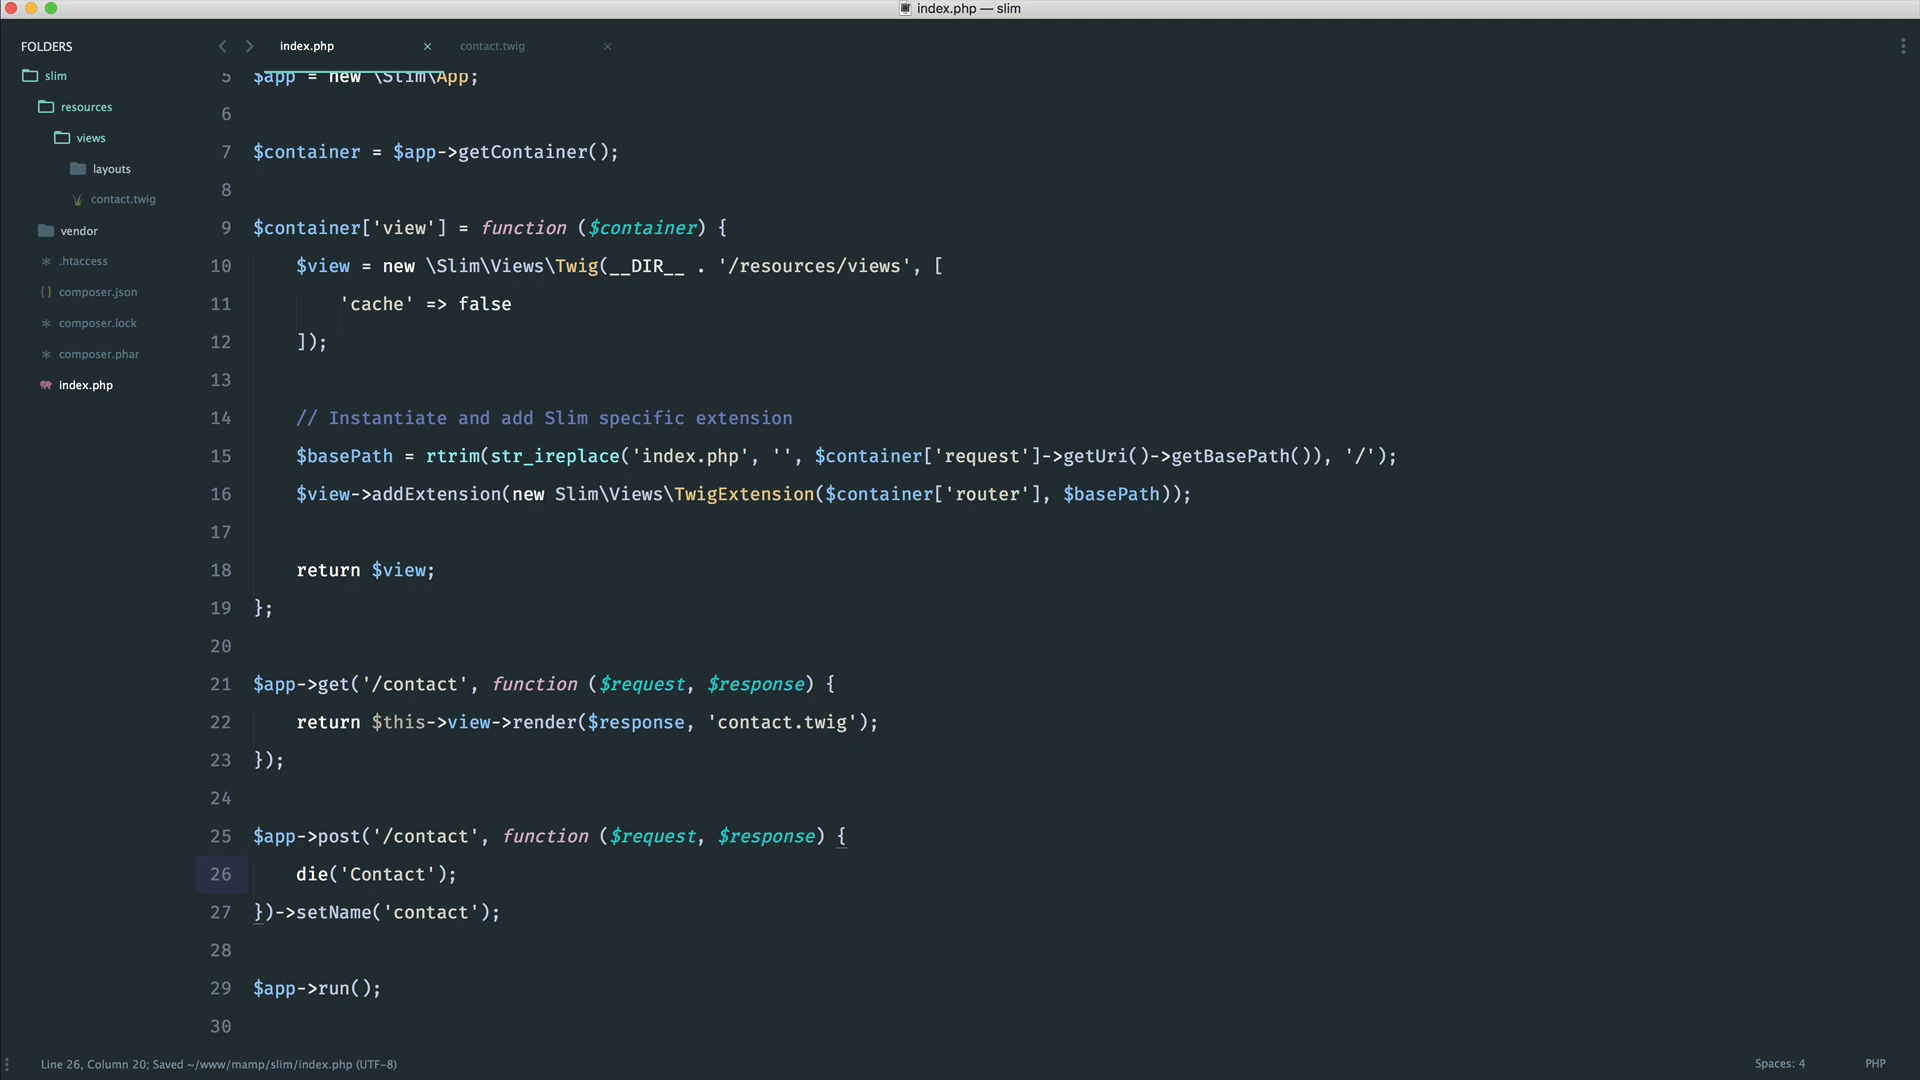 index.php — slim
FOLDERS
slim
resources
views
layouts
contact.twig
vendor
.htaccess
composer.json
composer.lock
composer.phar
index.php
index.php
contact.twig
5 $app = new \Slim\App;
6
7 $container = $app->getContainer();
8
9 $container['view'] = function ($container) {
10     $view = new \Slim\Views\Twig(__DIR__ . '/resources/views', [
11         'cache' => false
12     ]);
13
14     // Instantiate and add Slim specific extension
15     $basePath = rtrim(str_ireplace('index.php', '', $container['request']->getUri()->getBasePath()), '/');
16     $view->addExtension(new Slim\Views\TwigExtension($container['router'], $basePath));
17
18     return $view;
19 };
20
21 $app->get('/contact', function ($request, $response) {
22     return $this->view->render($response, 'contact.twig');
23 });
24
25 $app->post('/contact', function ($request, $response) {
26     die('Contact');
27 })->setName('contact');
28
29 $app->run();
30
Line 26, Column 20; Saved ~/www/mamp/slim/index.php (UTF-8)
Spaces: 4
PHP